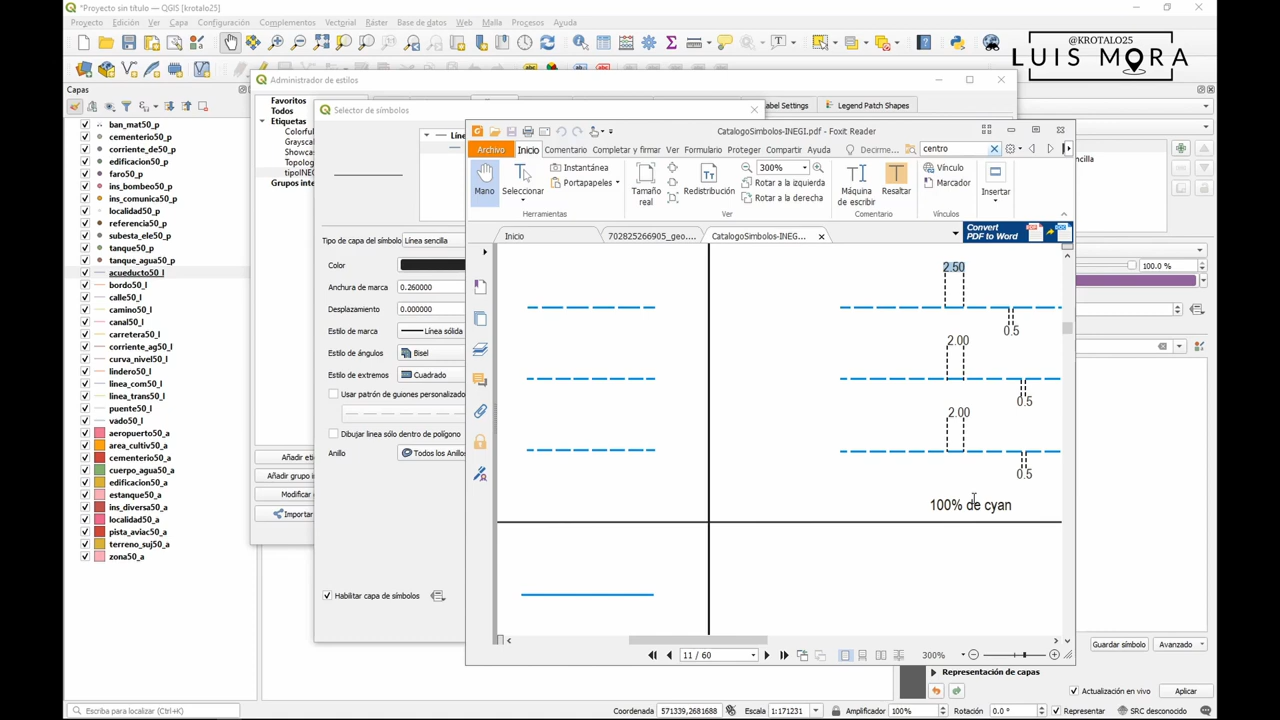 *Proyecto sin título — QGIS [krotalo25]
Proyecto Edición Ver Capa Configuración Complementos Vectorial Ráster Base de datos Web Malla Procesos Ayuda
@KROTALO25
LUIS MORA
Capas
ban_mat50_p
cementerio50_p
corriente_de50_p
edificacion50_p
faro50_p
ins_bombeo50_p
ins_comunica50_p
localidad50_p
referencia50_p
subesta_ele50_p
tanque50_p
tanque_agua50_p
acueducto50_l
bordo50_l
calle50_l
camino50_l
canal50_l
carretera50_l
corriente_ag50_l
curva_nivel50_l
lindero50_l
linea_com50_l
linea_trans50_l
puente50_l
vado50_l
aeropuerto50_a
area_cultiv50_a
cementerio50_a
cuerpo_agua50_a
edificacion50_a
estanque50_a
ins_diversa50_a
localidad50_a
pista_aviac50_a
terreno_suj50_a
zona50_a
Administrador de estilos
Favoritos
Todos
Etiquetas
Colorful
Grayscal
Showcas
Topolog
tipoINEG
Grupos inte
Label Settings
Legend Patch Shapes
Añadir eti
Añadir grupo i
Modificar
Importar
Selector de símbolos
Líne
Tipo de capa del símbolo Línea sencilla
Color
Anchura de marca 0.260000
Desplazamiento 0.000000
Estilo de marca Línea sólida
Estilo de ángulos Bisel
Estilo de extremos Cuadrado
Usar patrón de guiones personalizado
Dibujar linea sólo dentro de polígono
Anillo Todos los Anillo
Habilitar capa de símbolos
CatalogoSimbolos-INEGI.pdf - Foxit Reader
Archivo Inicio Comentario Completar y firmar Ver Formulario Proteger Compartir Ayuda Decirme... centro
Mano
Seleccionar
Instantánea
Portapapeles
Herramientas
Tamaño real
Redistribución
300%
Rotar a la izquierda
Rotar a la derecha
Ver
Máquina de escribir
Resaltar
Comentario
Vínculo
Marcador
Vínculos
Insertar
Inicio
702825266905_geo....
CatalogoSimbolos-INEG...
Convert
PDF to Word
2.50
0.5
2.00
0.5
2.00
0.5
100% de cyan
11 / 60
300%
ncilla
100.0 %
Guardar símbolo
Avanzado
Representación de capas
Actualización en vivo
Aplicar
Escriba para localizar (Ctrl+K)
Coordenada 571339,2681688 Escala 1:171231 Amplificador 100% Rotación 0.0 ° Representar SRC desconocido